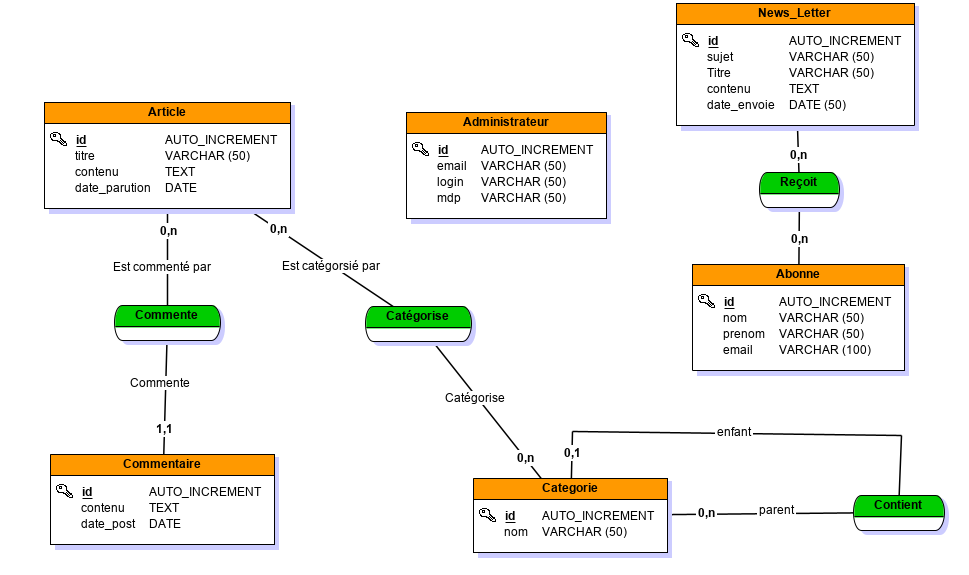 News_Letter
id AUTO_INCREMENT
sujet VARCHAR (50)
Titre VARCHAR (50)
contenu TEXT
date_envoie DATE (50)
Article
id AUTO_INCREMENT
titre VARCHAR (50)
contenu TEXT
date_parution DATE
Administrateur
id AUTO_INCREMENT
email VARCHAR (50)
login VARCHAR (50)
mdp VARCHAR (50)
0,n
Reçoit
0,n
Abonne
id AUTO_INCREMENT
nom VARCHAR (50)
prenom VARCHAR (50)
email VARCHAR (100)
0,n
0,n
Est commenté par
Est catégorsié par
Commente
Catégorise
Commente
Catégorise
1,1
0,n
Commentaire
id AUTO_INCREMENT
contenu TEXT
date_post DATE
enfant
0,1
Categorie
id AUTO_INCREMENT
nom VARCHAR (50)
0,n
parent
Contient